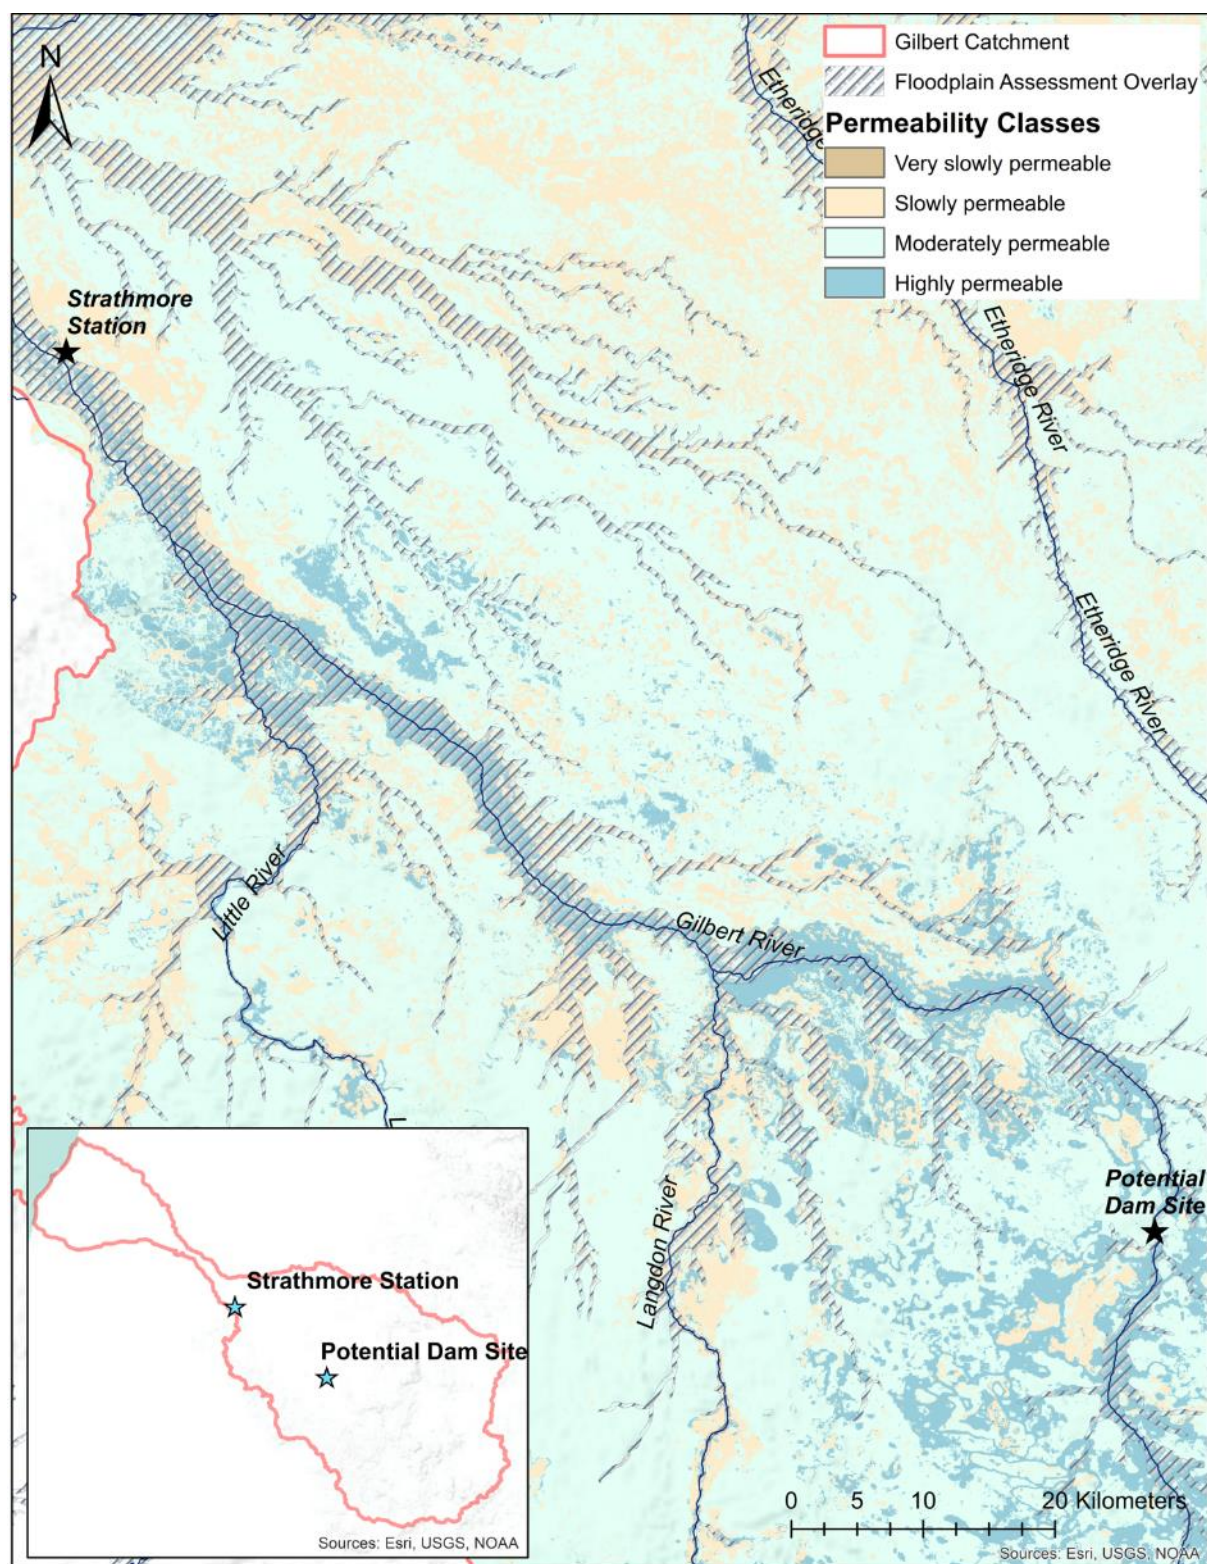 N
Gilbert Catchment
Floodplain Assessment Overlay
Permeability Classes
Very slowly permeable
Slowly permeable
Moderately permeable
Highly permeable
Etheridge
Strathmore
Station
Etheridge River
Etheridge River
Little River
Gilbert River
Langdon River
L
Potential
Dam Site
Strathmore Station
Potential Dam Site
Sources: Esri, USGS, NOAA
0 5 10 20 Kilometers
Sources: Esri, USGS, NOAA